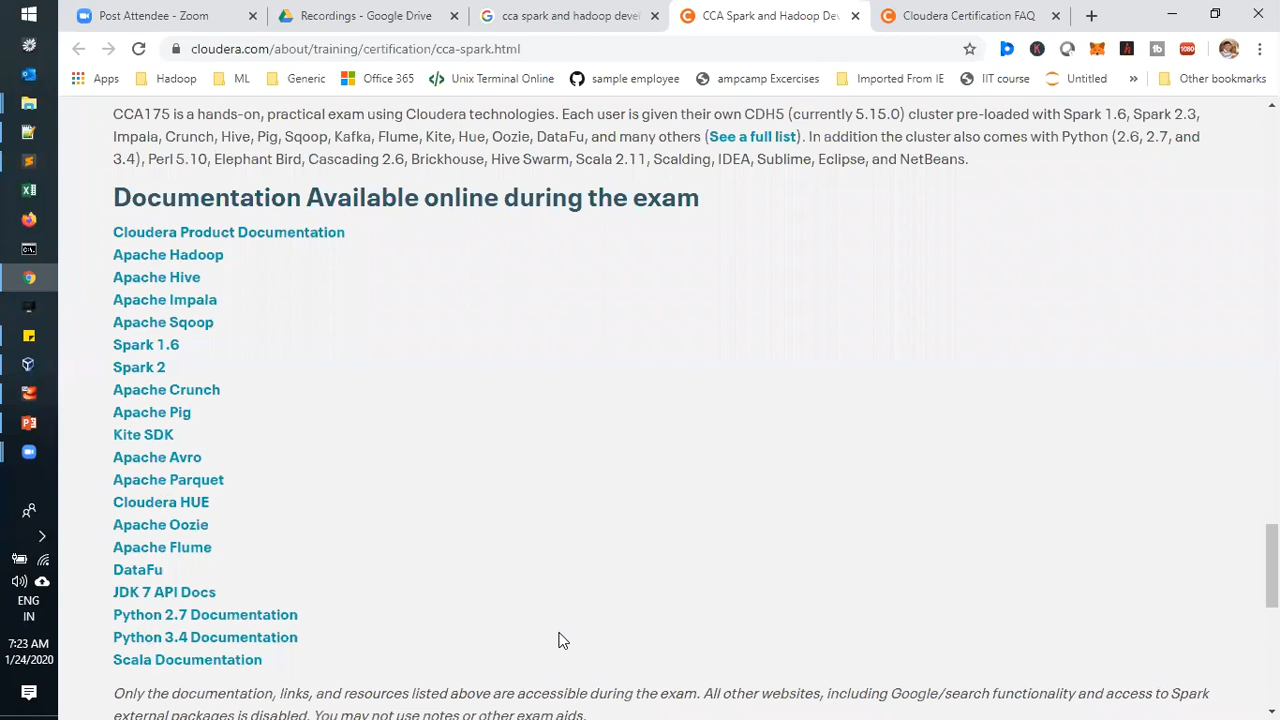 Post Attendee - Zoom
Recordings - Google Drive
cca spark and hadoop devel
CCA Spark and Hadoop Dev
Cloudera Certification FAQ
cloudera.com/about/training/certification/cca-spark.html
Apps
Hadoop
ML
Generic
Office 365
Unix Terminal Online
sample employee
ampcamp Excercises
Imported From IE
IIT course
Untitled
»
Other bookmarks
CCA175 is a hands-on, practical exam using Cloudera technologies. Each user is given their own CDH5 (currently 5.15.0) cluster pre-loaded with Spark 1.6, Spark 2.3,
Impala, Crunch, Hive, Pig, Sqoop, Kafka, Flume, Kite, Hue, Oozie, DataFu, and many others (See a full list). In addition the cluster also comes with Python (2.6, 2.7, and
3.4), Perl 5.10, Elephant Bird, Cascading 2.6, Brickhouse, Hive Swarm, Scala 2.11, Scalding, IDEA, Sublime, Eclipse, and NetBeans.
Documentation Available online during the exam
Cloudera Product Documentation
Apache Hadoop
Apache Hive
Apache Impala
Apache Sqoop
Spark 1.6
Spark 2
Apache Crunch
Apache Pig
Kite SDK
Apache Avro
Apache Parquet
Cloudera HUE
Apache Oozie
Apache Flume
DataFu
JDK 7 API Docs
Python 2.7 Documentation
Python 3.4 Documentation
Scala Documentation
Only the documentation, links, and resources listed above are accessible during the exam. All other websites, including Google/search functionality and access to Spark
external packages is disabled. You may not use notes or other exam aids.
ENG
IN
7:23 AM
1/24/2020